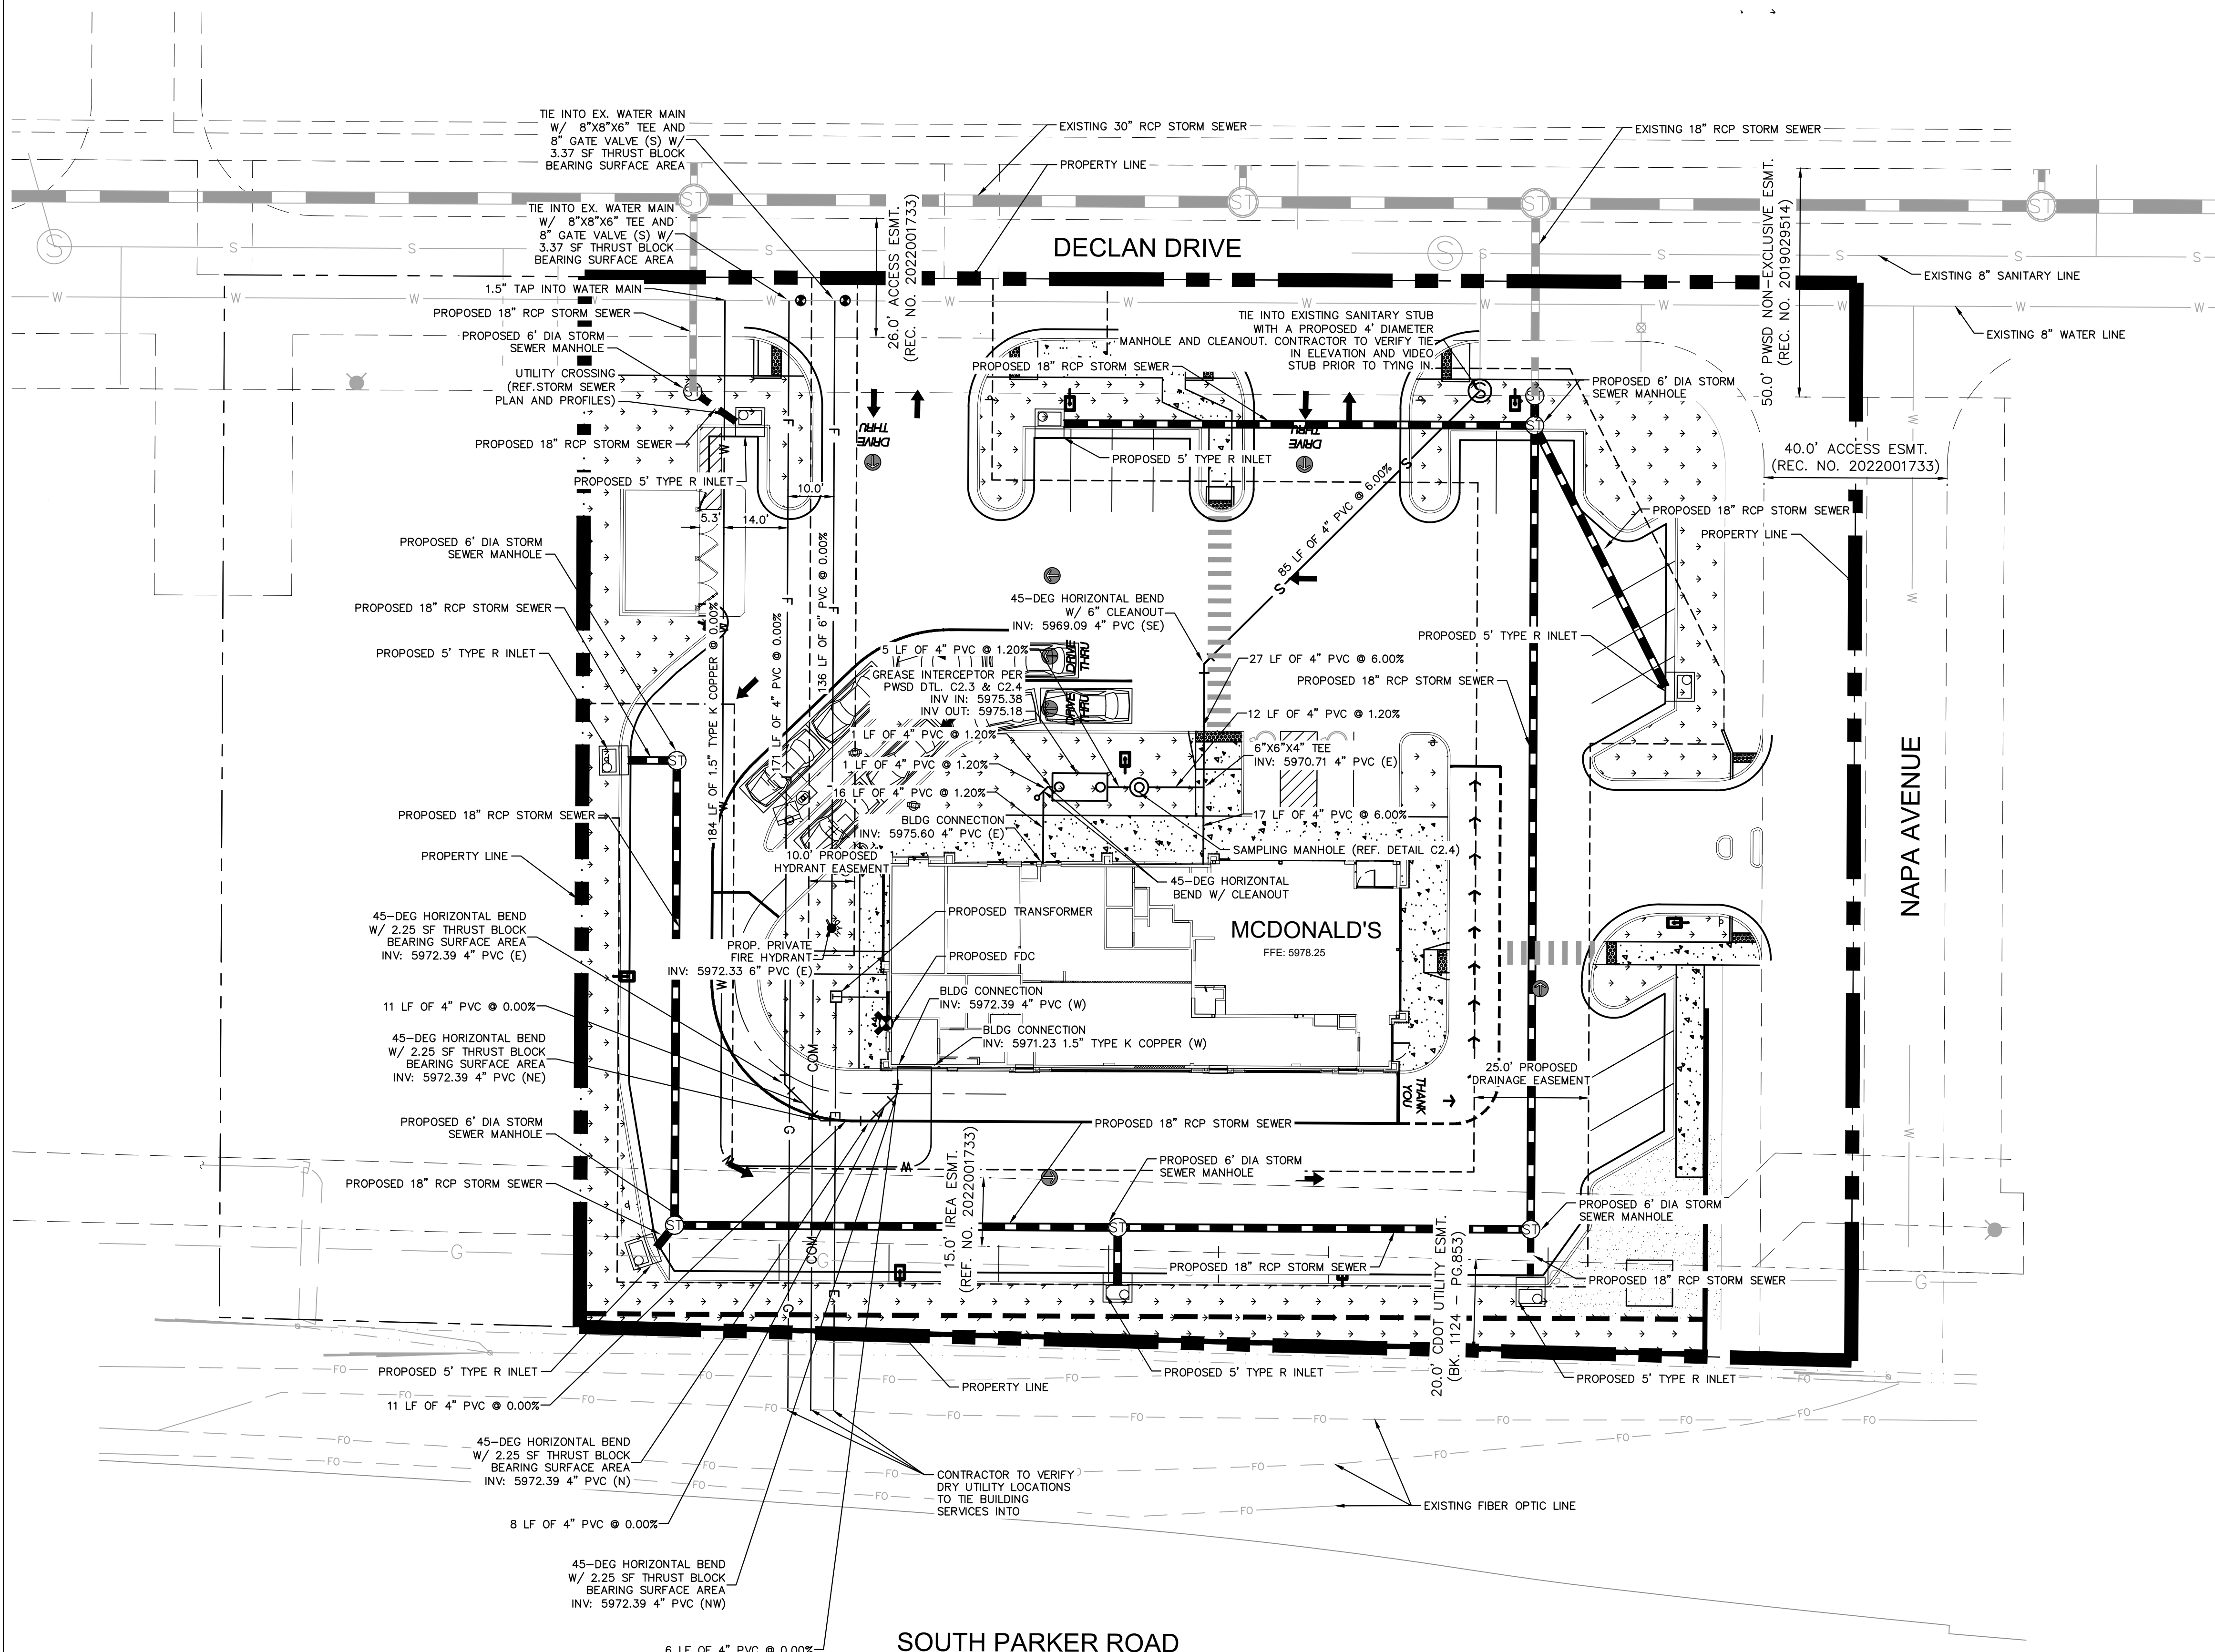 TIE INTO EX. WATER MAIN
W/ 8"X8"X6" TEE AND
8" GATE VALVE (S) W/
3.37 SF THRUST BLOCK
BEARING SURFACE AREA
EXISTING 30" RCP STORM SEWER
PROPERTY LINE
EXISTING 18" RCP STORM SEWER
50.0' PWSD NON-EXCLUSIVE ESMT.
(REC. NO. 2019029514)
ST
ST
ST
ST
TIE INTO EX. WATER MAIN
W/ 8"X8"X6" TEE AND
8" GATE VALVE (S) W/
3.37 SF THRUST BLOCK
BEARING SURFACE AREA
26.0' ACCESS ESMT.
(REC. NO. 2022001733)
DECLAN DRIVE
EXISTING 8" SANITARY LINE
EXISTING 8" WATER LINE
1.5" TAP INTO WATER MAIN
PROPOSED 18" RCP STORM SEWER
PROPOSED 6' DIA STORM
SEWER MANHOLE
UTILITY CROSSING
(REF.STORM SEWER
PLAN AND PROFILES)
PROPOSED 18" RCP STORM SEWER
PROPOSED 5' TYPE R INLET
TIE INTO EXISTING SANITARY STUB
WITH A PROPOSED 4' DIAMETER
MANHOLE AND CLEANOUT. CONTRACTOR TO VERIFY TIE
IN ELEVATION AND VIDEO
STUB PRIOR TO TYING IN.
PROPOSED 18" RCP STORM SEWER
PROPOSED 6' DIA STORM
SEWER MANHOLE
DRIVE
THRU
DRIVE
THRU
PROPOSED 5' TYPE R INLET
40.0' ACCESS ESMT.
(REC. NO. 2022001733)
10.0'
5.3'
14.0'
85 LF OF 4" PVC @ 6.00%
PROPOSED 18" RCP STORM SEWER
PROPERTY LINE
PROPOSED 6' DIA STORM
SEWER MANHOLE
PROPOSED 18" RCP STORM SEWER
PROPOSED 5' TYPE R INLET
184 LF OF 1.5" TYPE K COPPER @ 0.00%
171 LF OF 4" PVC @ 0.00%
136 LF OF 6" PVC @ 0.00%
45-DEG HORIZONTAL BEND
W/ 6" CLEANOUT
INV: 5969.09 4" PVC (SE)
5 LF OF 4" PVC @ 1.20%
GREASE INTERCEPTOR PER
PWSD DTL. C2.3 & C2.4
INV IN: 5975.38
INV OUT: 5975.18
DRIVE
THRU
DRIVE
THRU
27 LF OF 4" PVC @ 6.00%
PROPOSED 18" RCP STORM SEWER
PROPOSED 5' TYPE R INLET
12 LF OF 4" PVC @ 1.20%
1 LF OF 4" PVC @ 1.20%
1 LF OF 4" PVC @ 1.20%
6"X6"X4" TEE
INV: 5970.71 4" PVC (E)
16 LF OF 4" PVC @ 1.20%
17 LF OF 4" PVC @ 6.00%
BLDG CONNECTION
INV: 5975.60 4" PVC (E)
SAMPLING MANHOLE (REF. DETAIL C2.4)
NAPA AVENUE
PROPOSED 18" RCP STORM SEWER
PROPERTY LINE
10.0' PROPOSED
HYDRANT EASEMENT
45-DEG HORIZONTAL
BEND W/ CLEANOUT
45-DEG HORIZONTAL BEND
W/ 2.25 SF THRUST BLOCK
BEARING SURFACE AREA
INV: 5972.39 4" PVC (E)
PROPOSED TRANSFORMER
MCDONALD'S
FFE: 5978.25
PROP. PRIVATE
FIRE HYDRANT
INV: 5972.33 6" PVC (E)
PROPOSED FDC
BLDG CONNECTION
INV: 5972.39 4" PVC (W)
11 LF OF 4" PVC @ 0.00%
BLDG CONNECTION
INV: 5971.23 1.5" TYPE K COPPER (W)
45-DEG HORIZONTAL BEND
W/ 2.25 SF THRUST BLOCK
BEARING SURFACE AREA
INV: 5972.39 4" PVC (NE)
25.0' PROPOSED
DRAINAGE EASEMENT
THANK
YOU
PROPOSED 6' DIA STORM
SEWER MANHOLE
PROPOSED 18" RCP STORM SEWER
PROPOSED 18" RCP STORM SEWER
15.0' IREA ESMT.
(REF. NO. 2022001733)
PROPOSED 6' DIA STORM
SEWER MANHOLE
PROPOSED 6' DIA STORM
SEWER MANHOLE
COM
COM
PROPOSED 18" RCP STORM SEWER
PROPOSED 18" RCP STORM SEWER
20.0' CDOT UTILITY ESMT.
(BK. 1124 - PG.853)
PROPOSED 5' TYPE R INLET
PROPERTY LINE
PROPOSED 5' TYPE R INLET
PROPOSED 5' TYPE R INLET
11 LF OF 4" PVC @ 0.00%
45-DEG HORIZONTAL BEND
W/ 2.25 SF THRUST BLOCK
BEARING SURFACE AREA
INV: 5972.39 4" PVC (N)
CONTRACTOR TO VERIFY
DRY UTILITY LOCATIONS
TO TIE BUILDING
SERVICES INTO
EXISTING FIBER OPTIC LINE
8 LF OF 4" PVC @ 0.00%
45-DEG HORIZONTAL BEND
W/ 2.25 SF THRUST BLOCK
BEARING SURFACE AREA
INV: 5972.39 4" PVC (NW)
6 LF OF 4" PVC @ 0.00%
SOUTH PARKER ROAD